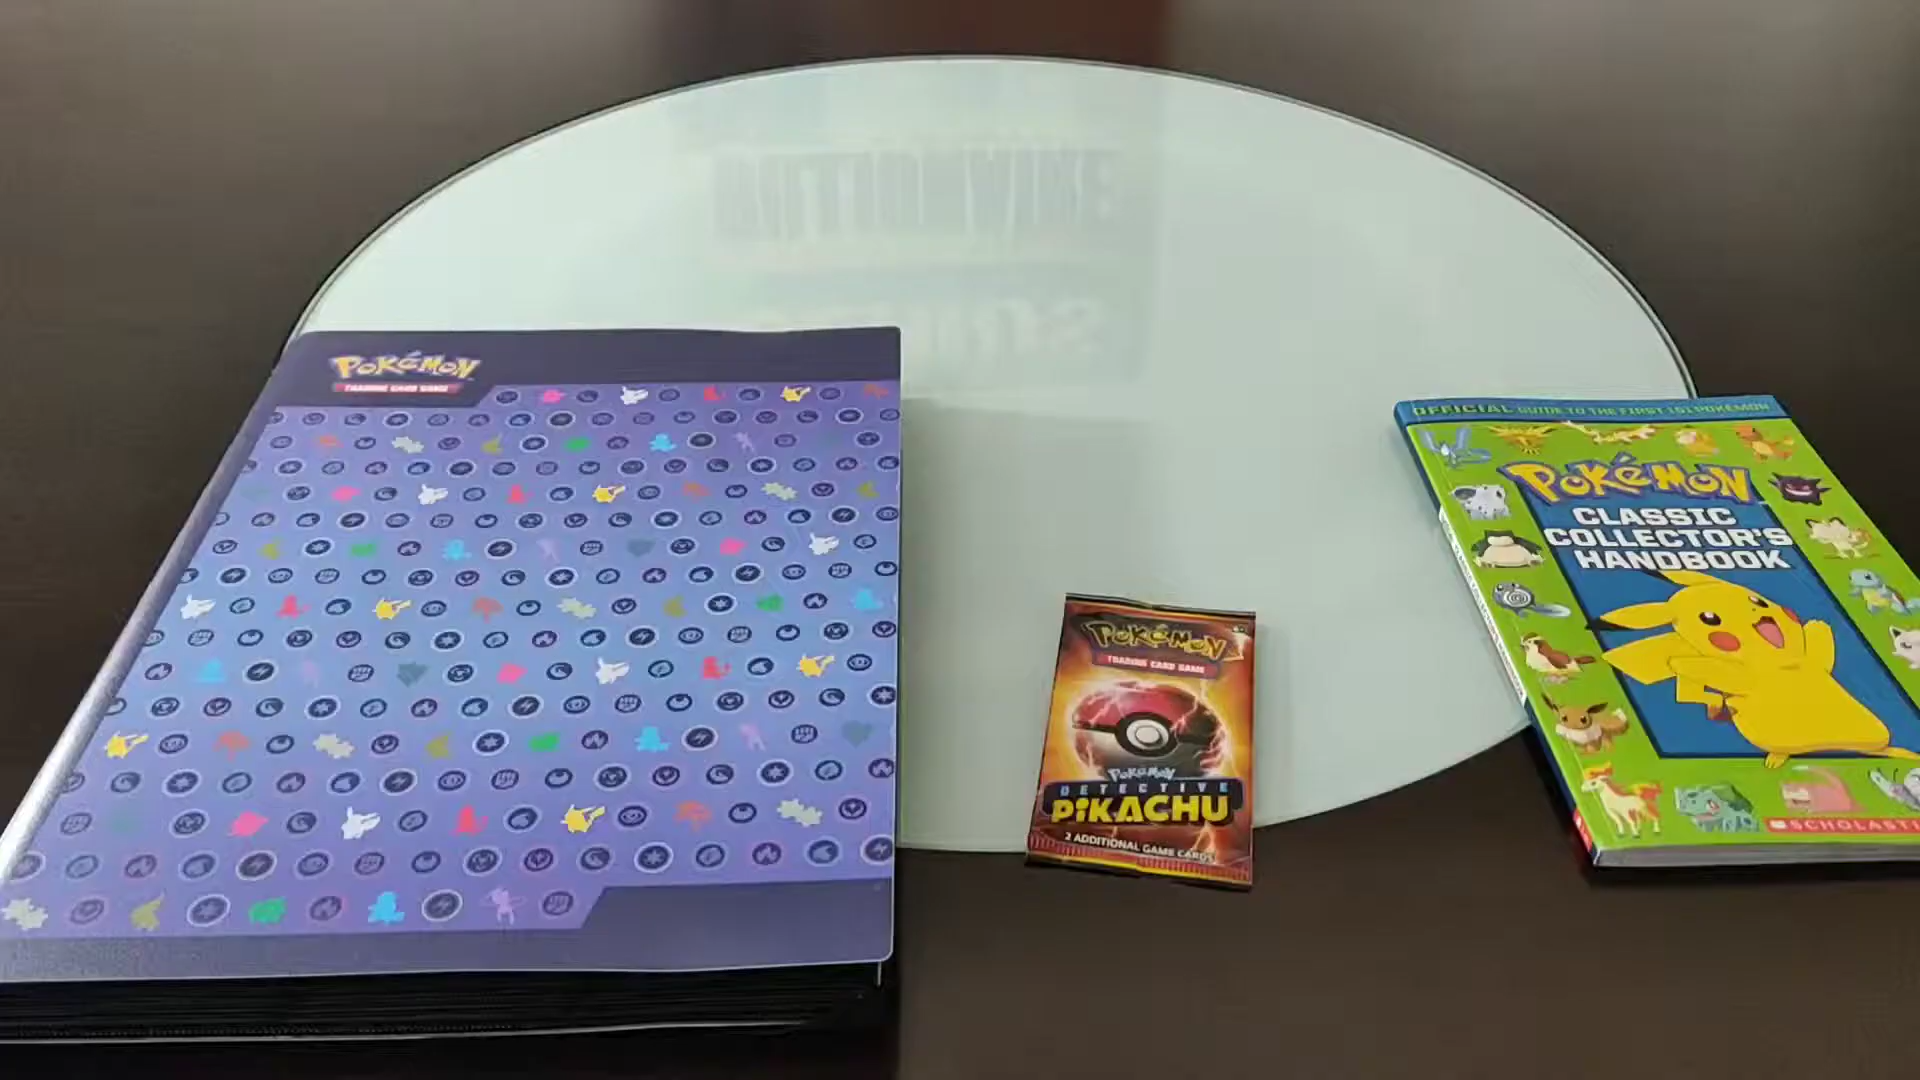 POKéMON
TRADING CARD GAME
POKéMON
TRADING CARD GAME
POKéMON
DETECTIVE
PiKACHU
2 ADDITIONAL GAME CARDS
OFFICIAL GUIDE TO THE FIRST 151 POKÉMON
POKéMON
CLASSIC
COLLECTOR'S
HANDBOOK